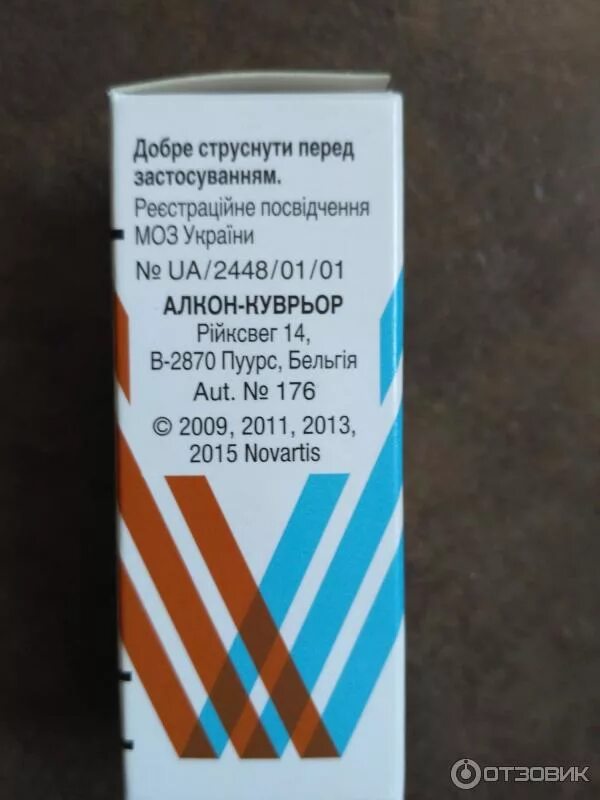 Добре струснути перед
застосуванням.
Реєстраційне посвідчення
МОЗ України
№ UA/2448/01/01
АЛКОН-КУВРЬОР
Рійксвег 14,
В-2870 Пуурс, Бельгія
Aut. № 176
© 2009, 2011, 2013,
2015 Novartis
ОТЗОВИК